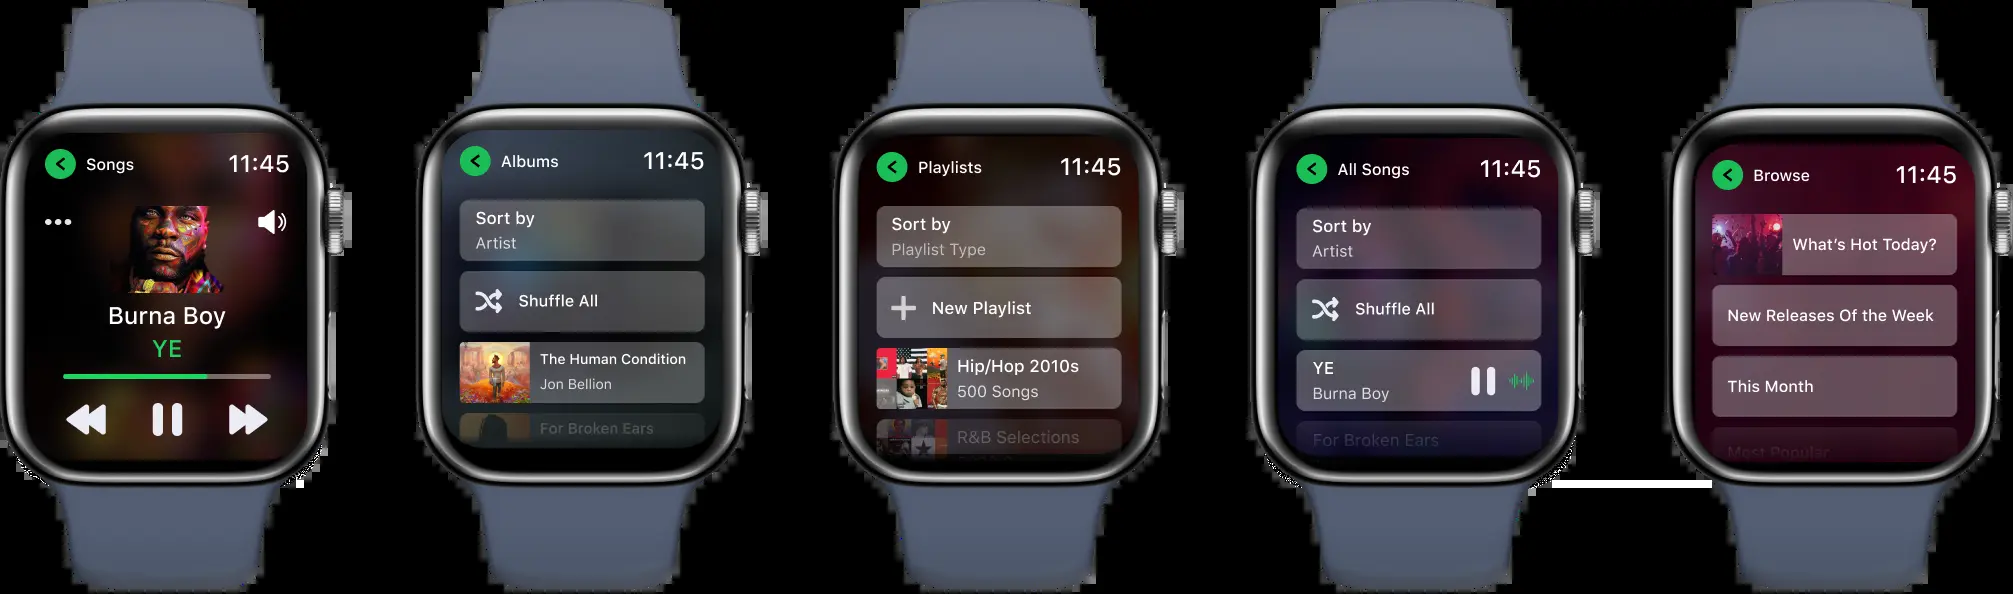 Songs 11:45
Burna Boy
YE
Albums 11:45
Sort by
Artist
Shuffle All
The Human Condition
Jon Bellion
For Broken Ears
Playlists 11:45
Sort by
Playlist Type
New Playlist
Hip/Hop 2010s
500 Songs
R&B Selections
All Songs 11:45
Sort by
Artist
Shuffle All
YE
Burna Boy
For Broken Ears
Browse 11:45
What's Hot Today?
New Releases Of the Week
This Month
Most Popular